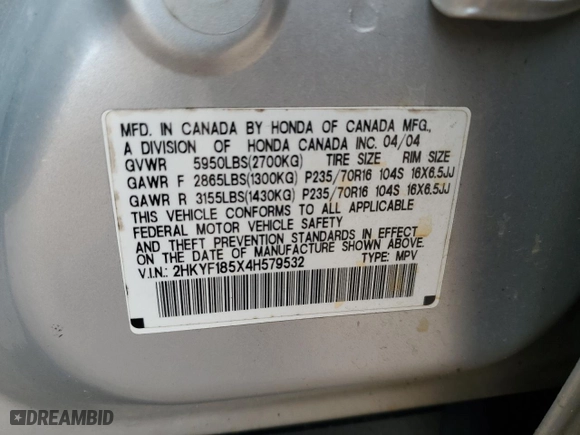 MFD. IN CANADA BY HONDA OF CANADA MFG.,
A DIVISION OF HONDA CANADA INC. 04/04
GVWR 5950LBS(2700KG) TIRE SIZE RIM SIZE
GAWR F 2865LBS(1300KG) P235/70R16 104S 16X6.5JJ
GAWR R 3155LBS(1430KG) P235/70R16 104S 16X6.5JJ
THIS VEHICLE CONFORMS TO ALL APPLICABLE
FEDERAL MOTOR VEHICLE SAFETY
AND THEFT PREVENTION STANDARDS IN EFFECT
ON THE DATE OF MANUFACTURE SHOWN ABOVE.
V.I.N.: 2HKYF185X4H579532 TYPE: MPV
DREAMBID